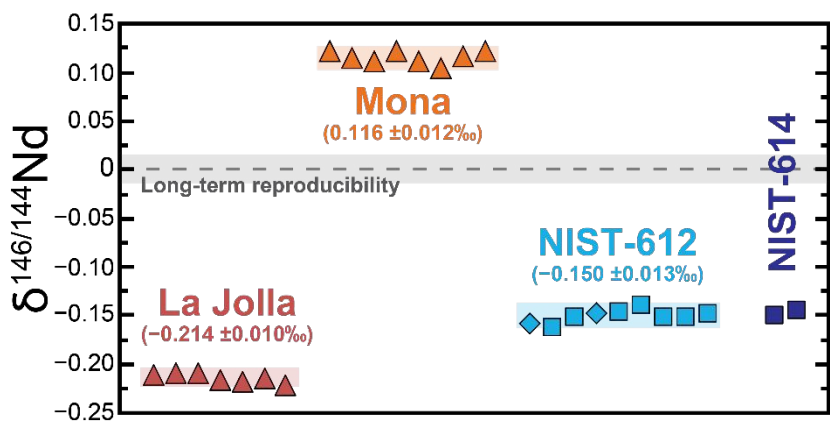 δ146/144Nd
0.15
0.10
0.05
0
−0.05
−0.10
−0.15
−0.20
−0.25
Mona
(0.116 ±0.012‰)
Long-term reproducibility
NIST-612
(−0.150 ±0.013‰)
La Jolla
(−0.214 ±0.010‰)
NIST-614